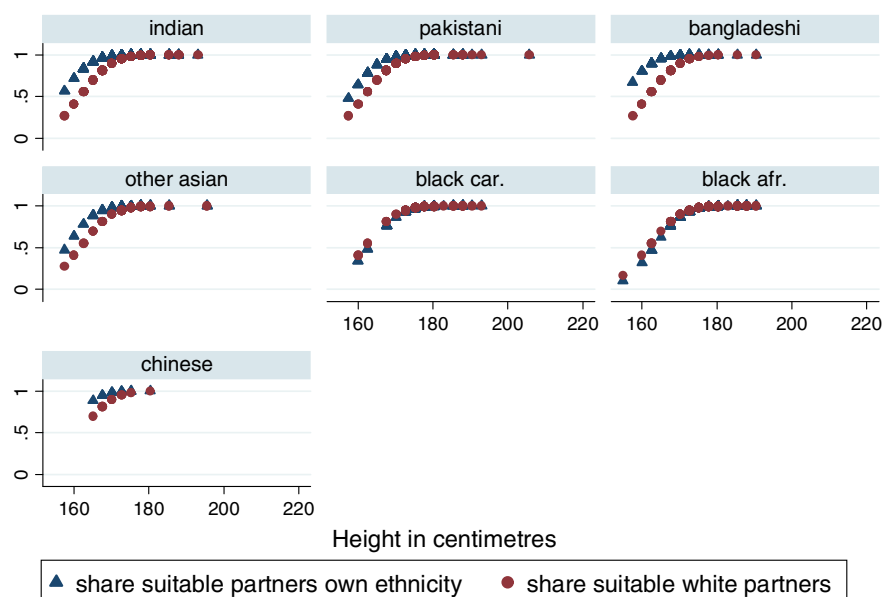 indian
pakistani
bangladeshi
1
.5
0
other asian
black car.
black afr.
1
.5
0
160 180 200 220
160 180 200 220
chinese
1
.5
0
160 180 200 220
Height in centimetres
share suitable partners own ethnicity
share suitable white partners